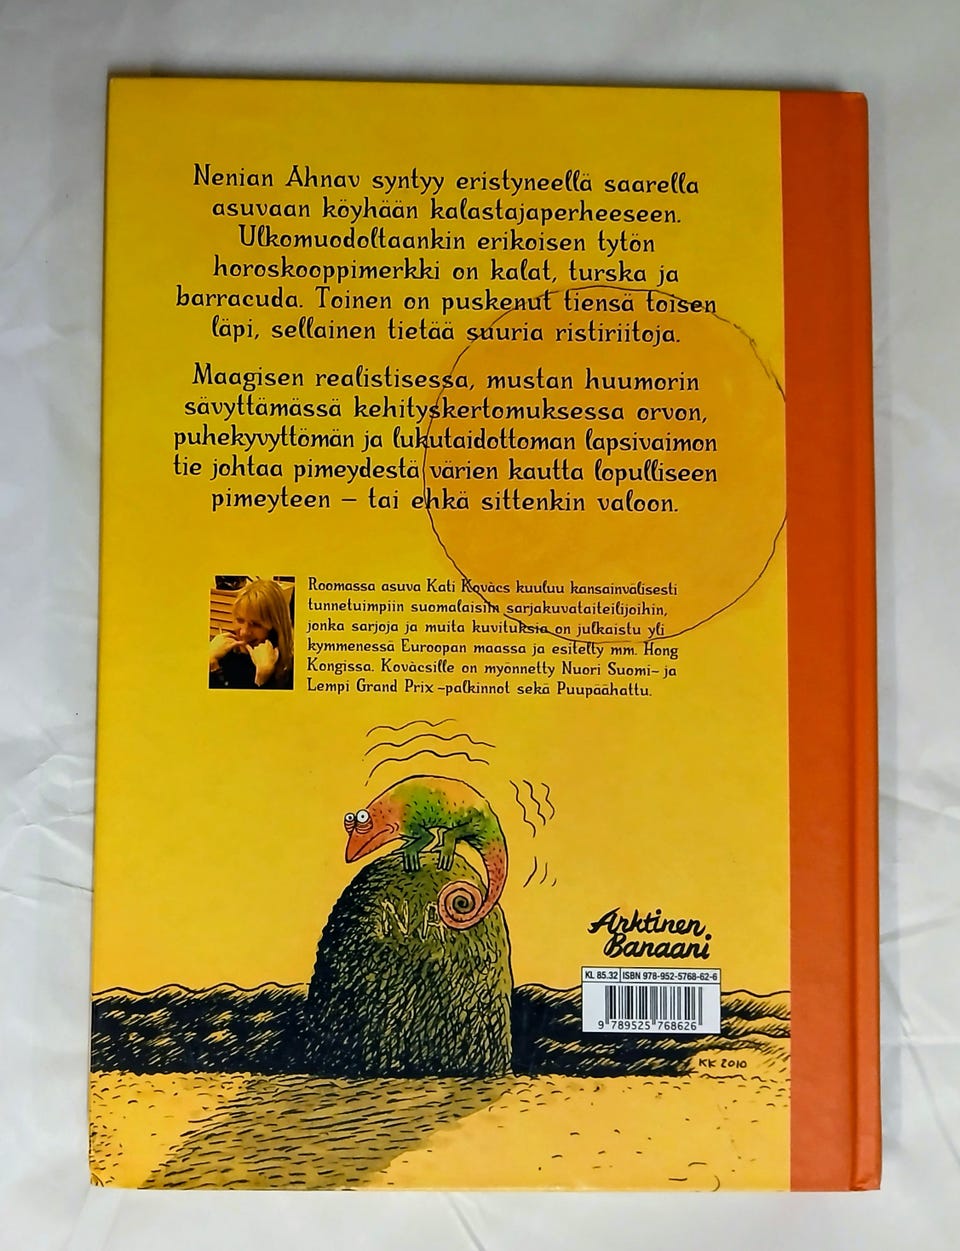 Nenian Ahnav syntyy eristyneellä saarella
asuvaan köyhään kalastajaperheeseen.
Ulkomuodoltaankin erikoisen tytön
horoskooppimerkki on kalat, turska ja
barracuda. Toinen on puskenut tiensä toisen
läpi, sellainen tietää suuria ristiriitoja.
Maagisen realistisessa, mustan huumorin
sävyttämässä kehityskertomuksessa orvon,
puhekyvyttömän ja lukutaidottoman lapsivaimon
tie johtaa pimeydestä värien kautta lopulliseen
pimeyteen – tai ehkä sittenkin valoon.
Roomassa asuva Kati Kovàcs kuuluu kansainvälisesti
tunnetuimpiin suomalaisiin sarjakuvataiteilijoihin,
jonka sarjoja ja muita kuvituksia on julkaistu yli
kymmenessä Euroopan maassa ja esitelty mm. Hong
Kongissa. Kovàcsille on myönnetty Nuori Suomi- ja
Lempi Grand Prix -palkinnot sekä Puupäähattu.
NA
Arktinen
Banaani
KL 85.32 ISBN 978-952-5768-62-6
9 789525 768626
KK 2010